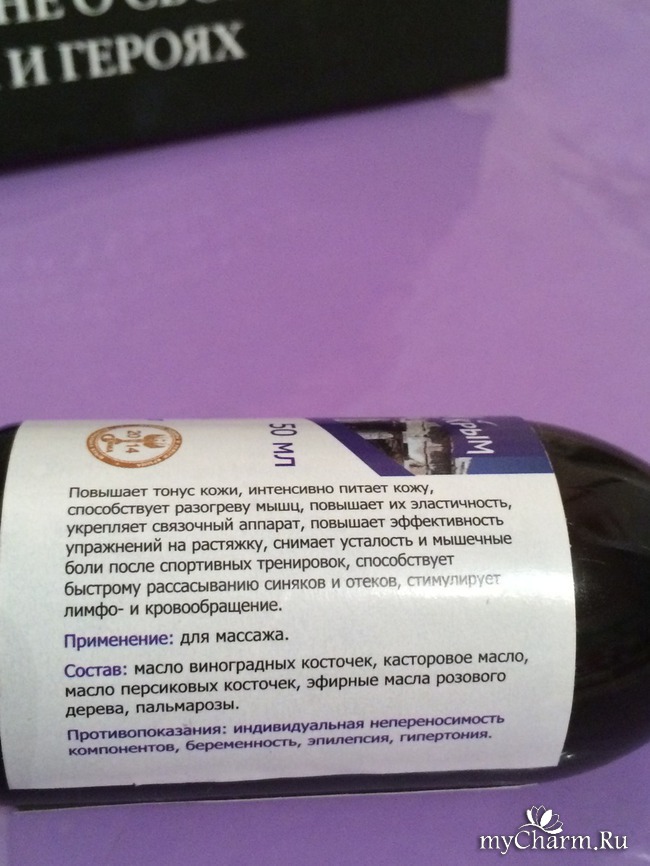 НЕ О
И ГЕРОЯХ
КРЫМ
50 МЛ
2014
Повышает тонус кожи, интенсивно питает кожу,
способствует разогреву мышц, повышает их эластичность,
укрепляет связочный аппарат, повышает эффективность
упражнений на растяжку, снимает усталость и мышечные
боли после спортивных тренировок, способствует
быстрому рассасыванию синяков и отеков, стимулирует
лимфо- и кровообращение.
Применение: для массажа.
Состав: масло виноградных косточек, касторовое масло,
масло персиковых косточек, эфирные масла розового
дерева, пальмарозы.
Противопоказания: индивидуальная непереносимость
компонентов, беременность, эпилепсия, гипертония.
myCharm.Ru